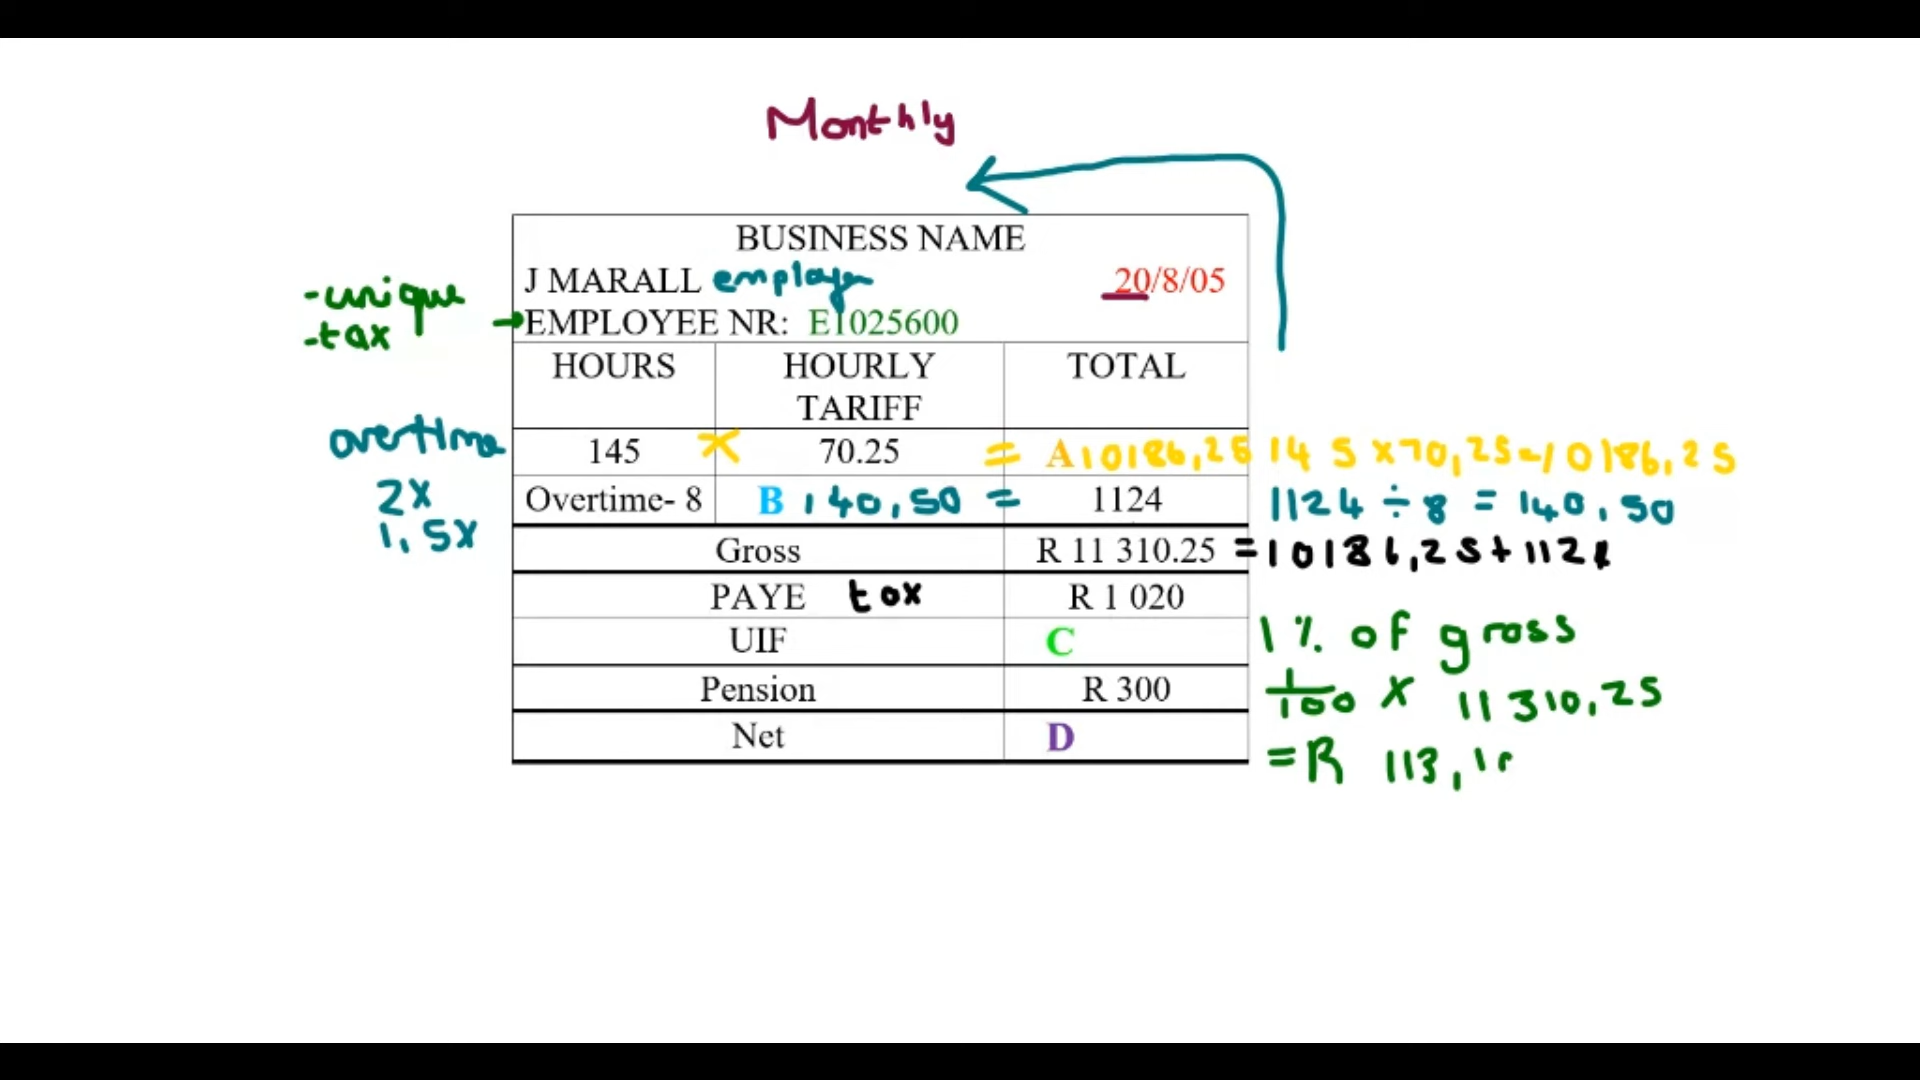 Monthly
BUSINESS NAME
J MARALL employee 20/8/05
-unique
-tax
EMPLOYEE NR: E1025600
HOURS HOURLY TARIFF TOTAL
overtime
2x
1,5x
145 x 70.25 = A 10186,25 145 x 70,25 = 10186,25
Overtime- 8 B 140,50 = 1124 1124 ÷ 8 = 140,50
Gross R 11 310.25 = 10186,25 + 1124
PAYE tax R 1 020
UIF C 1% of gross
Pension R 300 1/100 x 11 310,25
Net D = R 113,1